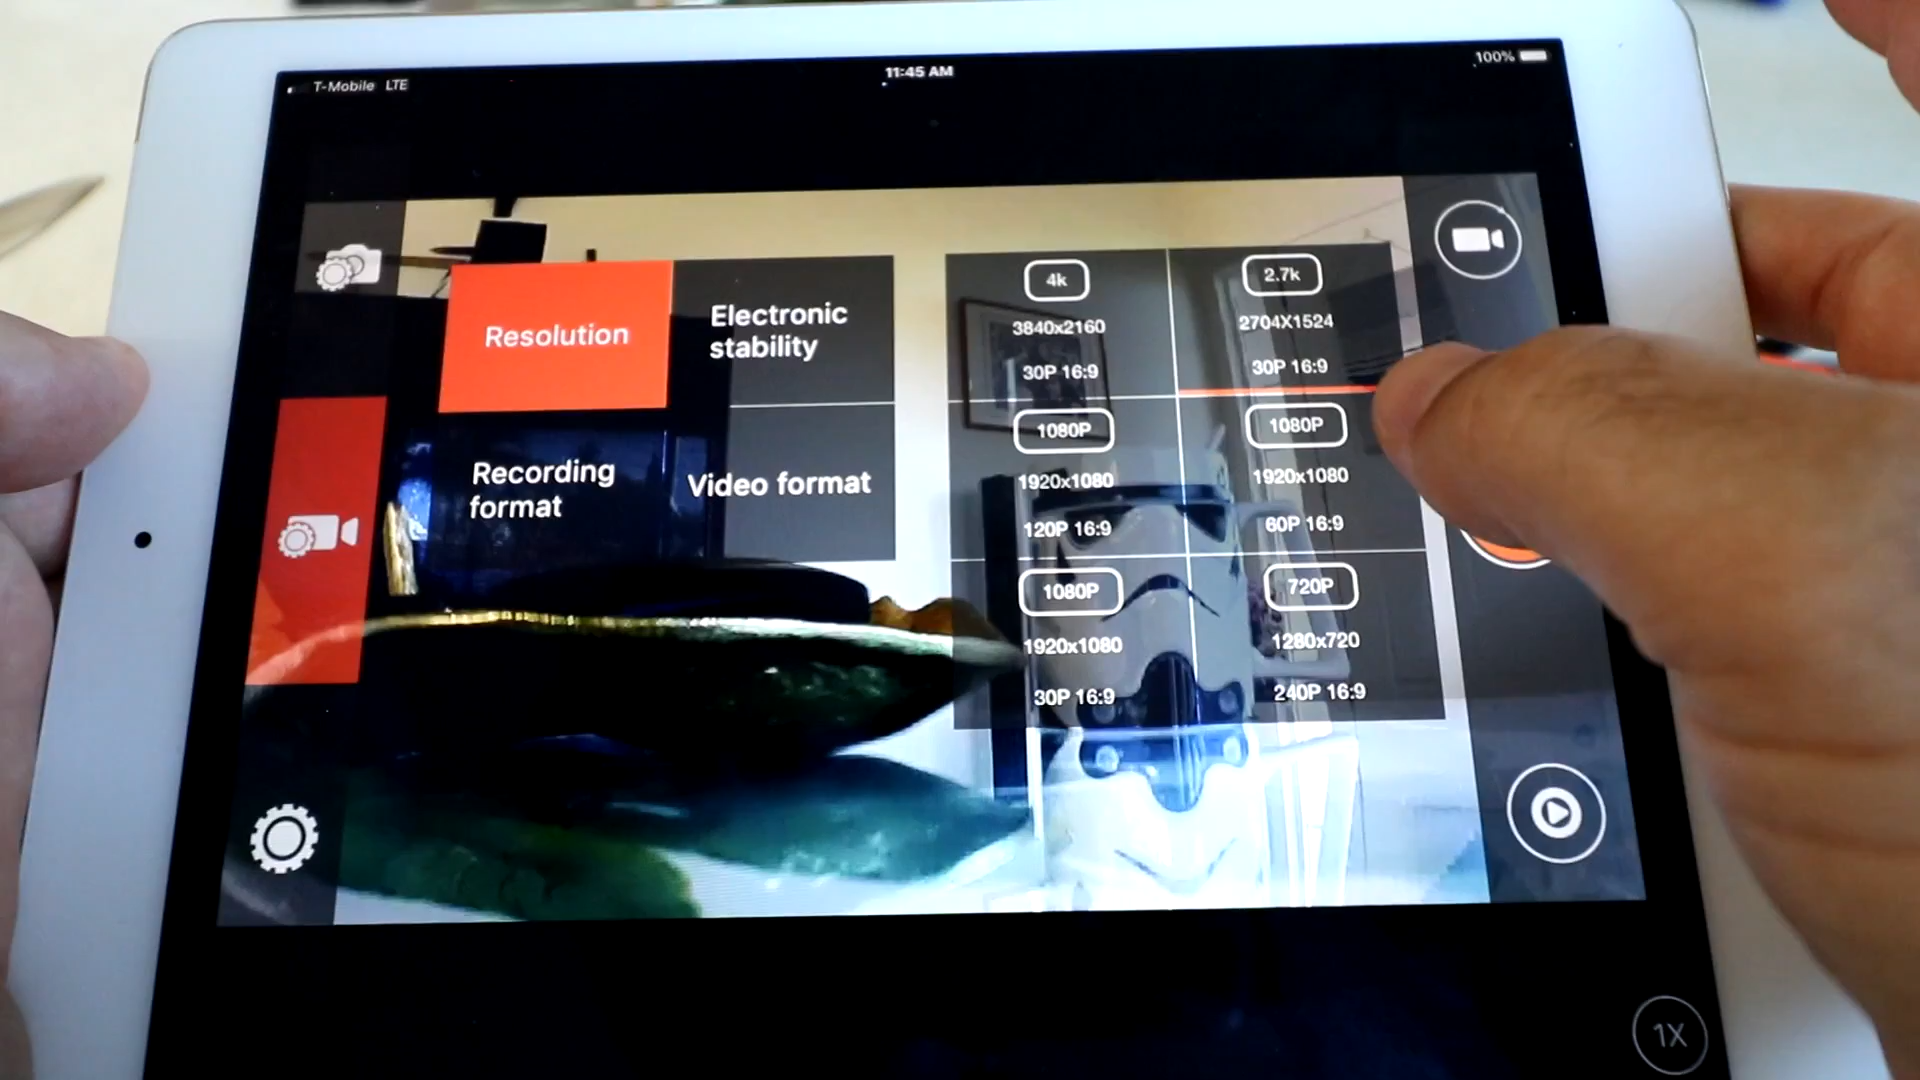 T-Mobile LTE
11:45 AM
100%
Resolution
Electronic
stability
Recording
format
Video format
4k
3840x2160
30P 16:9
2.7k
2704X1524
30P 16:9
1080P
1920x1080
120P 16:9
1080P
1920x1080
60P 16:9
1080P
1920x1080
30P 16:9
720P
1280x720
240P 16:9
1X